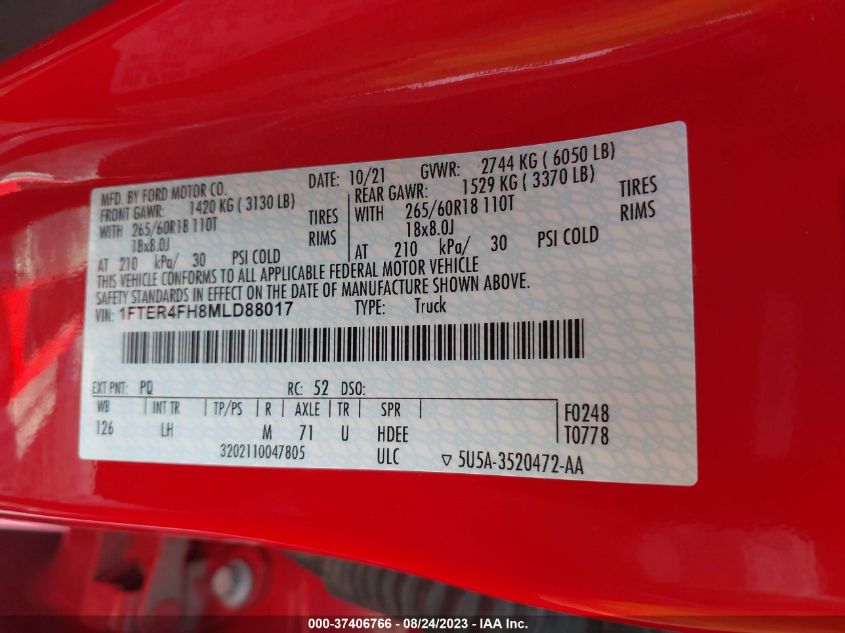 MFD. BY FORD MOTOR CO.
DATE: 10/21 GVWR: 2744 KG ( 6050 LB)
FRONT GAWR: 1420 KG ( 3130 LB)
WITH 265/60R18 110T TIRES
18x8.0J RIMS
AT 210 kPa/ 30 PSI COLD
REAR GAWR: 1529 KG ( 3370 LB)
WITH 265/60R18 110T TIRES
18x8.0J RIMS
AT 210 kPa/ 30 PSI COLD
THIS VEHICLE CONFORMS TO ALL APPLICABLE FEDERAL MOTOR VEHICLE
SAFETY STANDARDS IN EFFECT ON THE DATE OF MANUFACTURE SHOWN ABOVE.
VIN: 1FTER4FH8MLD88017 TYPE: Truck
EXT PNT: PQ RC: 52 DSO:
WB INT TR TP/PS R AXLE TR SPR
126 LH M 71 U HDEE
F0248
T0778
3202110047805 ULC ▽ 5U5A-3520472-AA
000-37406766 - 08/24/2023 - IAA Inc.